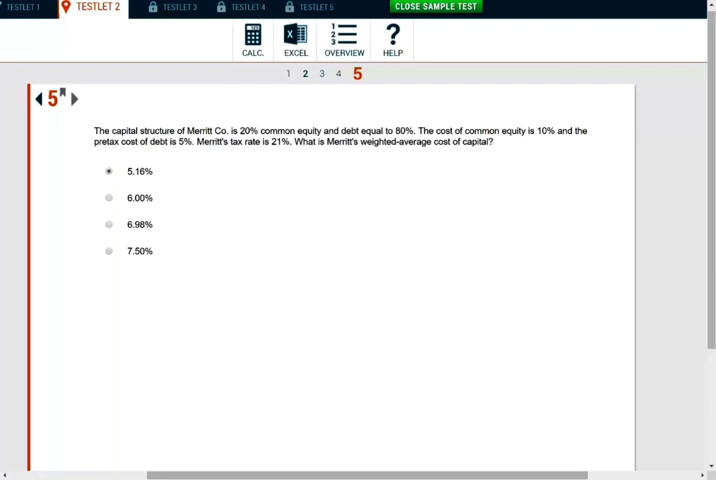 TESTLET 1
TESTLET 2
TESTLET 3
TESTLET 4
TESTLET 5
CLOSE SAMPLE TEST
CALC.
X
EXCEL
1
2
3
OVERVIEW
?
HELP
1 2 3 4 5
5
The capital structure of Merritt Co. is 20% common equity and debt equal to 80%. The cost of common equity is 10% and the
pretax cost of debt is 5%. Merritt's tax rate is 21%. What is Merritt's weighted-average cost of capital?
5.16%
6.00%
6.98%
7.50%